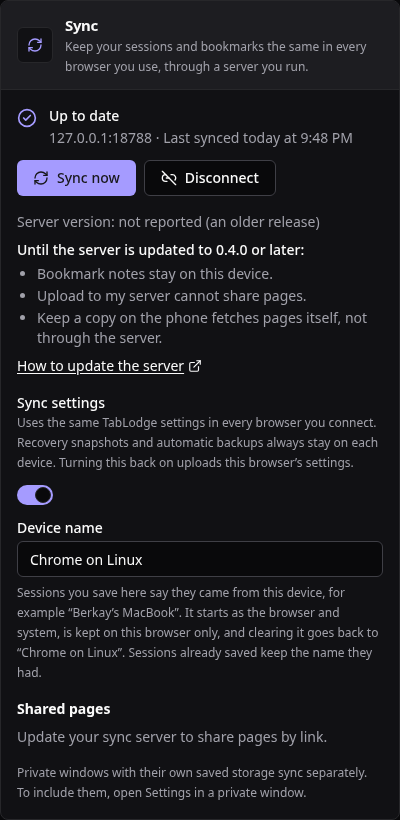 Sync
Keep your sessions and bookmarks the same in every
browser you use, through a server you run.
Up to date
127.0.0.1:18788 · Last synced today at 9:48 PM
Sync now
Disconnect
Server version: not reported (an older release)
Until the server is updated to 0.4.0 or later:
• Bookmark notes stay on this device.
• Upload to my server cannot share pages.
• Keep a copy on the phone fetches pages itself, not
through the server.
How to update the server
Sync settings
Uses the same TabLodge settings in every browser you connect.
Recovery snapshots and automatic backups always stay on each
device. Turning this back on uploads this browser’s settings.
Device name
Chrome on Linux
Sessions you save here say they came from this device, for
example “Berkay’s MacBook”. It starts as the browser and
system, is kept on this browser only, and clearing it goes back to
“Chrome on Linux”. Sessions already saved keep the name they
had.
Shared pages
Update your sync server to share pages by link.
Private windows with their own saved storage sync separately.
To include them, open Settings in a private window.